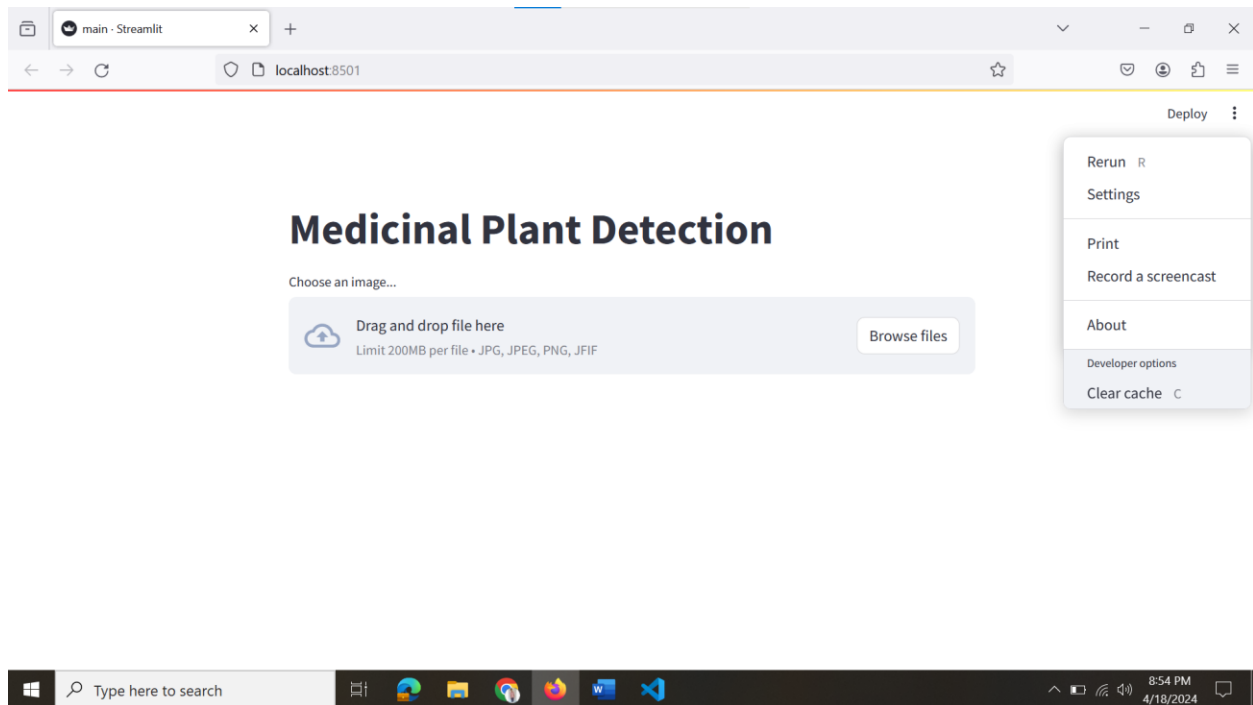 main · Streamlit
localhost:8501
Deploy
Rerun R
Settings
Print
Record a screencast
About
Developer options
Clear cache C
Medicinal Plant Detection
Choose an image...
Drag and drop file here
Limit 200MB per file • JPG, JPEG, PNG, JFIF
Browse files
Type here to search
8:54 PM
4/18/2024